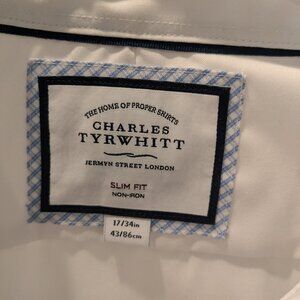 THE HOME OF PROPER SHIRTS
CHARLES
TYRWHITT
JERMYN STREET LONDON
SLIM FIT
NON-IRON
17/34in
43/86cm